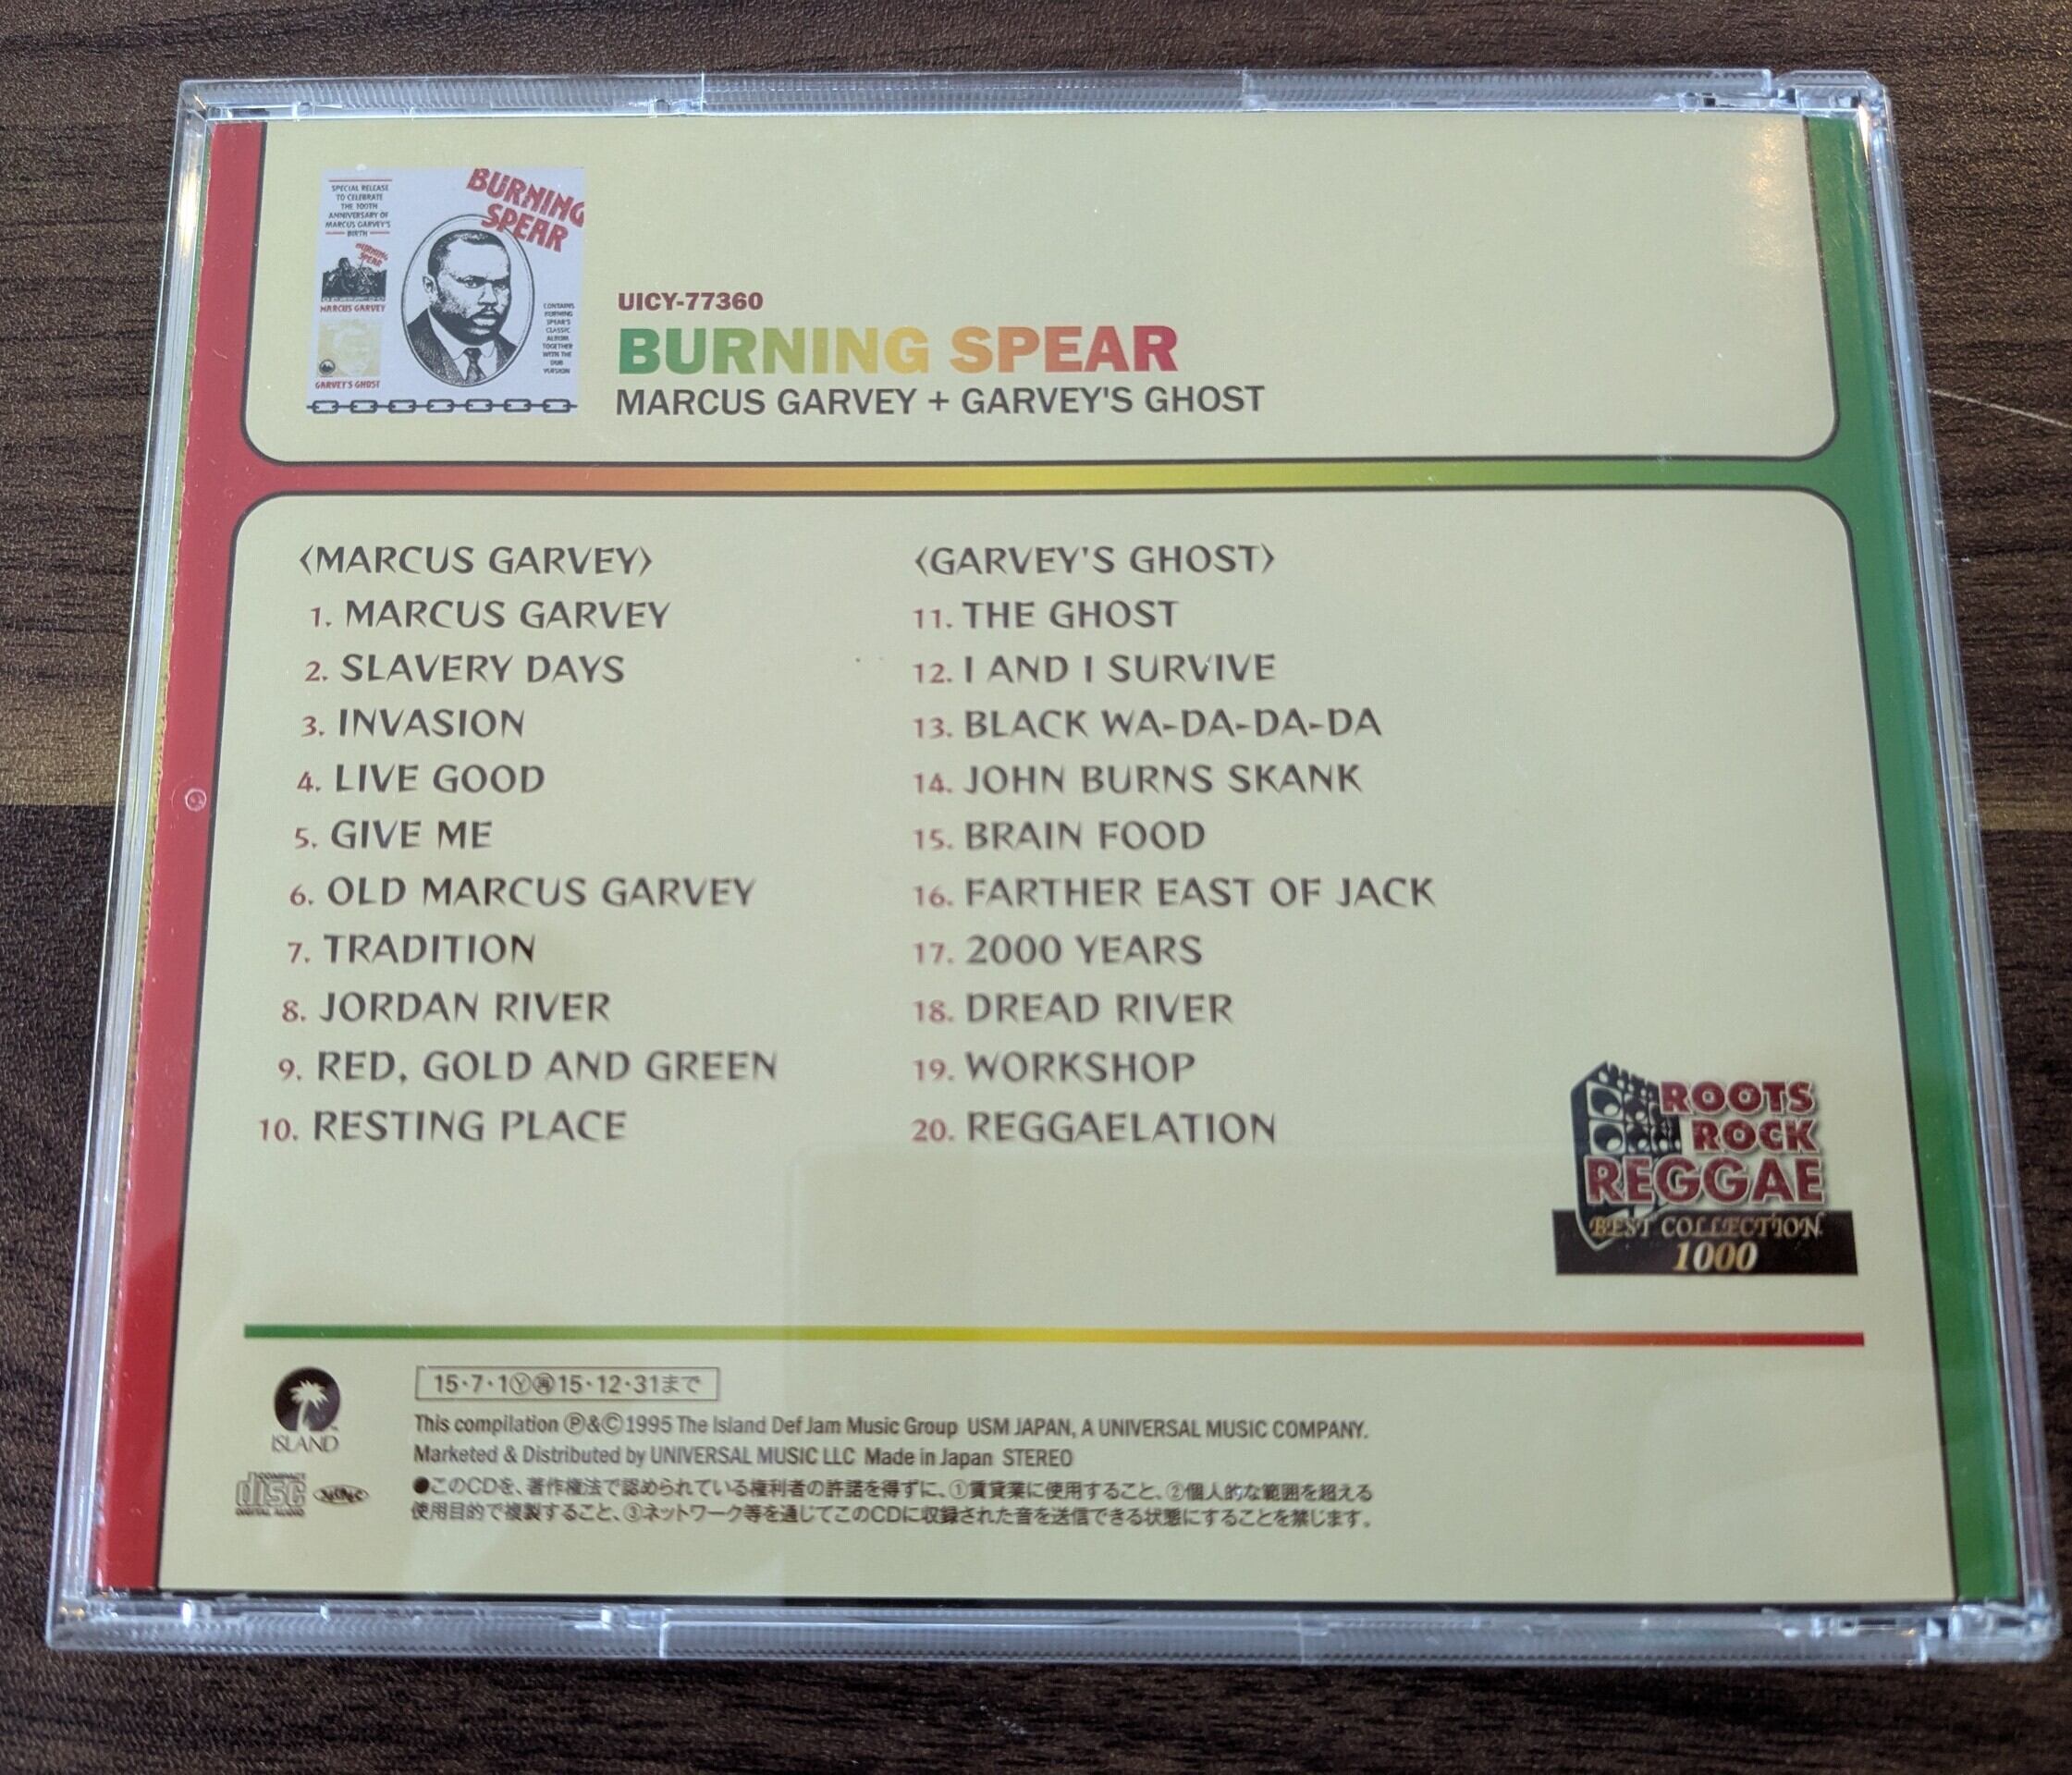 SPECIAL RELEASE
TO CELEBRATE
THE 100TH
ANNIVERSARY OF
MARCUS GARVEY'S
BIRTH
BURNING
SPEAR
BURNING
SPEAR
MARCUS GARVEY
GARVEY'S GHOST
CONTAINS
BURNING
SPEAR'S
CLASSIC
ALBUM
TOGETHER
WITH THE
DUB
VERSION
UICY-77360
BURNING SPEAR
MARCUS GARVEY + GARVEY'S GHOST
〈MARCUS GARVEY〉
1. MARCUS GARVEY
2. SLAVERY DAYS
3. INVASION
4. LIVE GOOD
5. GIVE ME
6. OLD MARCUS GARVEY
7. TRADITION
8. JORDAN RIVER
9. RED, GOLD AND GREEN
10. RESTING PLACE
〈GARVEY'S GHOST〉
11. THE GHOST
12. I AND I SURVIVE
13. BLACK WA-DA-DA-DA
14. JOHN BURNS SKANK
15. BRAIN FOOD
16. FARTHER EAST OF JACK
17. 2000 YEARS
18. DREAD RIVER
19. WORKSHOP
20. REGGAELATION
ROOTS
ROCK
REGGAE
BEST COLLECTION
1000
ISLAND
COMPACT
disc
DIGITAL AUDIO
15・7・1Ⓨ㊢15・12・31まで
This compilation Ⓟ&©1995 The Island Def Jam Music Group USM JAPAN, A UNIVERSAL MUSIC COMPANY.
Marketed & Distributed by UNIVERSAL MUSIC LLC Made in Japan STEREO
●このCDを、著作権法で認められている権利者の許諾を得ずに、①賃貸業に使用すること、②個人的な範囲を超える
使用目的で複製すること、③ネットワーク等を通じてこのCDに収録された音を送信できる状態にすることを禁じます。